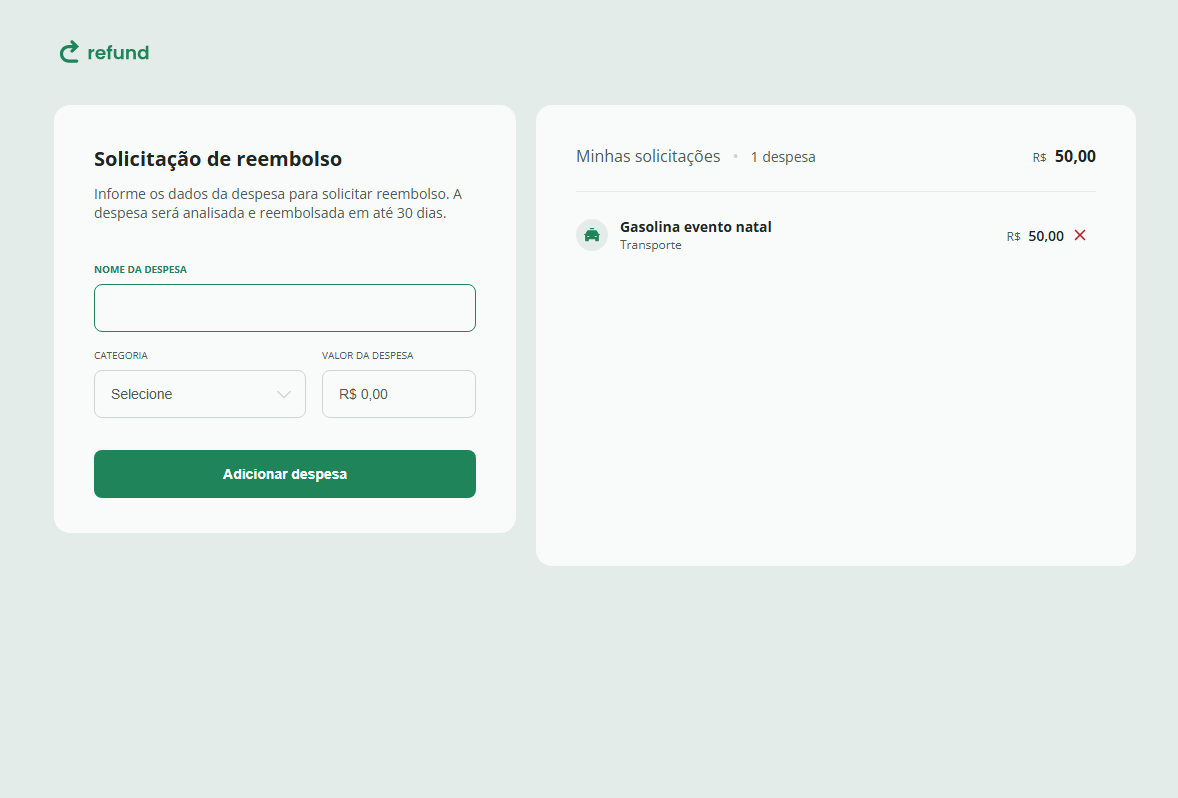 refund
Solicitação de reembolso
Informe os dados da despesa para solicitar reembolso. A
despesa será analisada e reembolsada em até 30 dias.
NOME DA DESPESA
CATEGORIA
VALOR DA DESPESA
Selecione
R$ 0,00
Adicionar despesa
Minhas solicitações • 1 despesa
R$ 50,00
Gasolina evento natal
Transporte
R$ 50,00